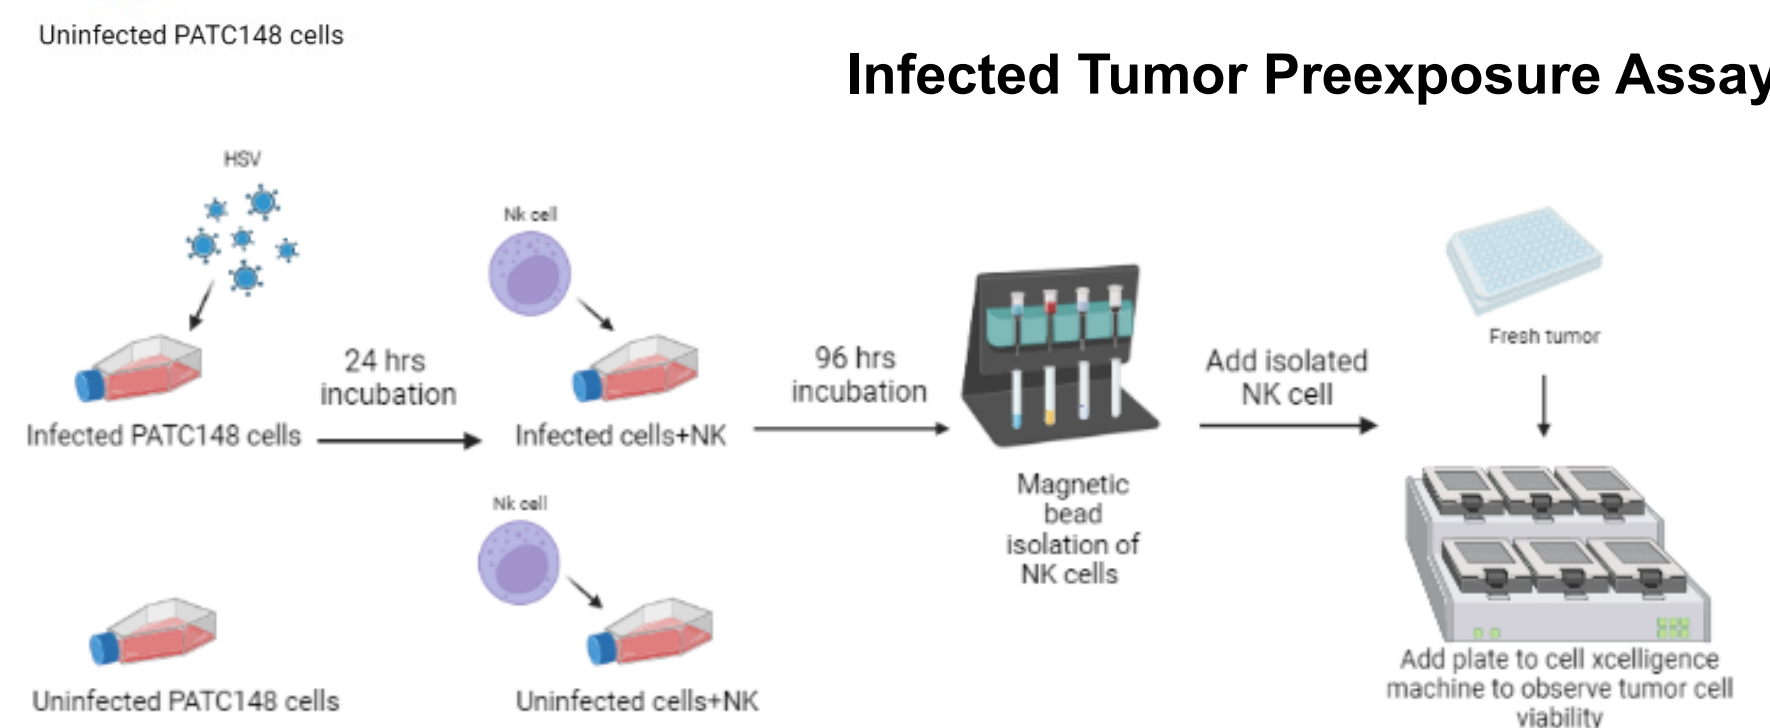 Uninfected PATC148 cells
Infected Tumor Preexposure Assay
HSV
Nk cell
24 hrs
incubation
96 hrs
incubation
Add isolated
NK cell
Fresh tumor
Infected PATC148 cells
Infected cells+NK
Magnetic
bead
isolation of
NK cells
Nk cell
Uninfected PATC148 cells
Uninfected cells+NK
Add plate to cell xcelligence
machine to observe tumor cell
viability